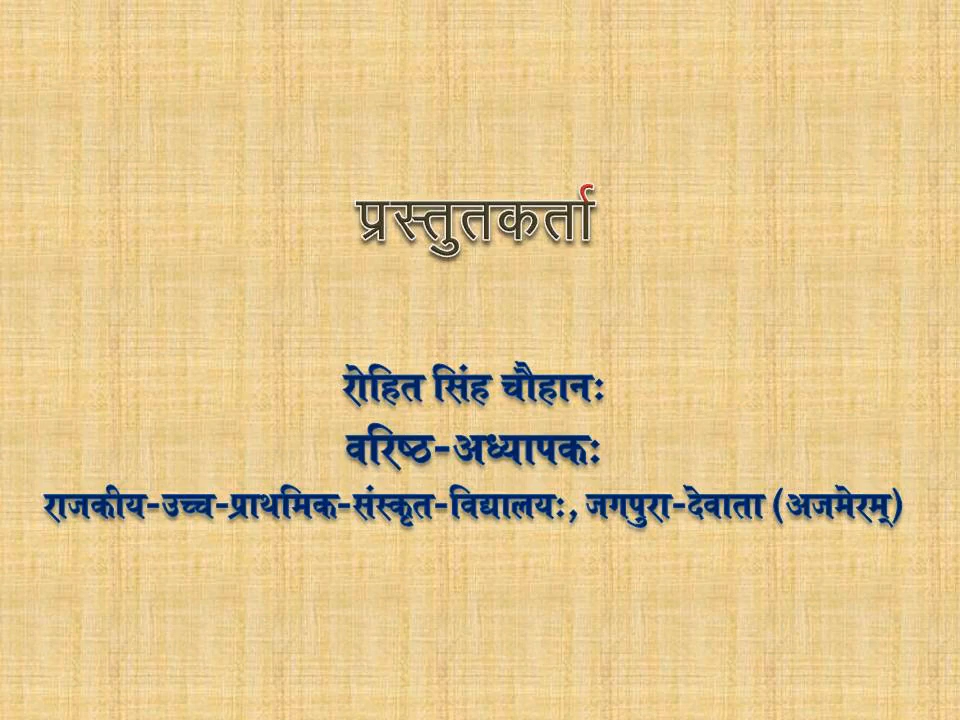 प्रस्तुतकर्ता
रोहित सिंह चौहानः
वरिष्ठ-अध्यापकः
राजकीय-उच्च-प्राथमिक-संस्कृत-विद्यालयः, जगपुरा-देवाता (अजमेरम्)